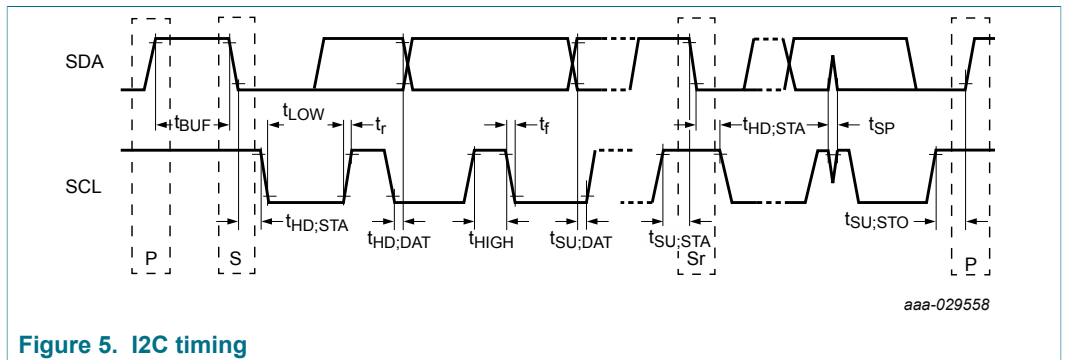 SDA
tBUF
tLOW
tr
tf
tHD;STA
tSP
SCL
tHD;STA
tHD;DAT
tHIGH
tSU;DAT
tSU;STA
tSU;STO
P
S
Sr
P
aaa-029558
Figure 5. I2C timing